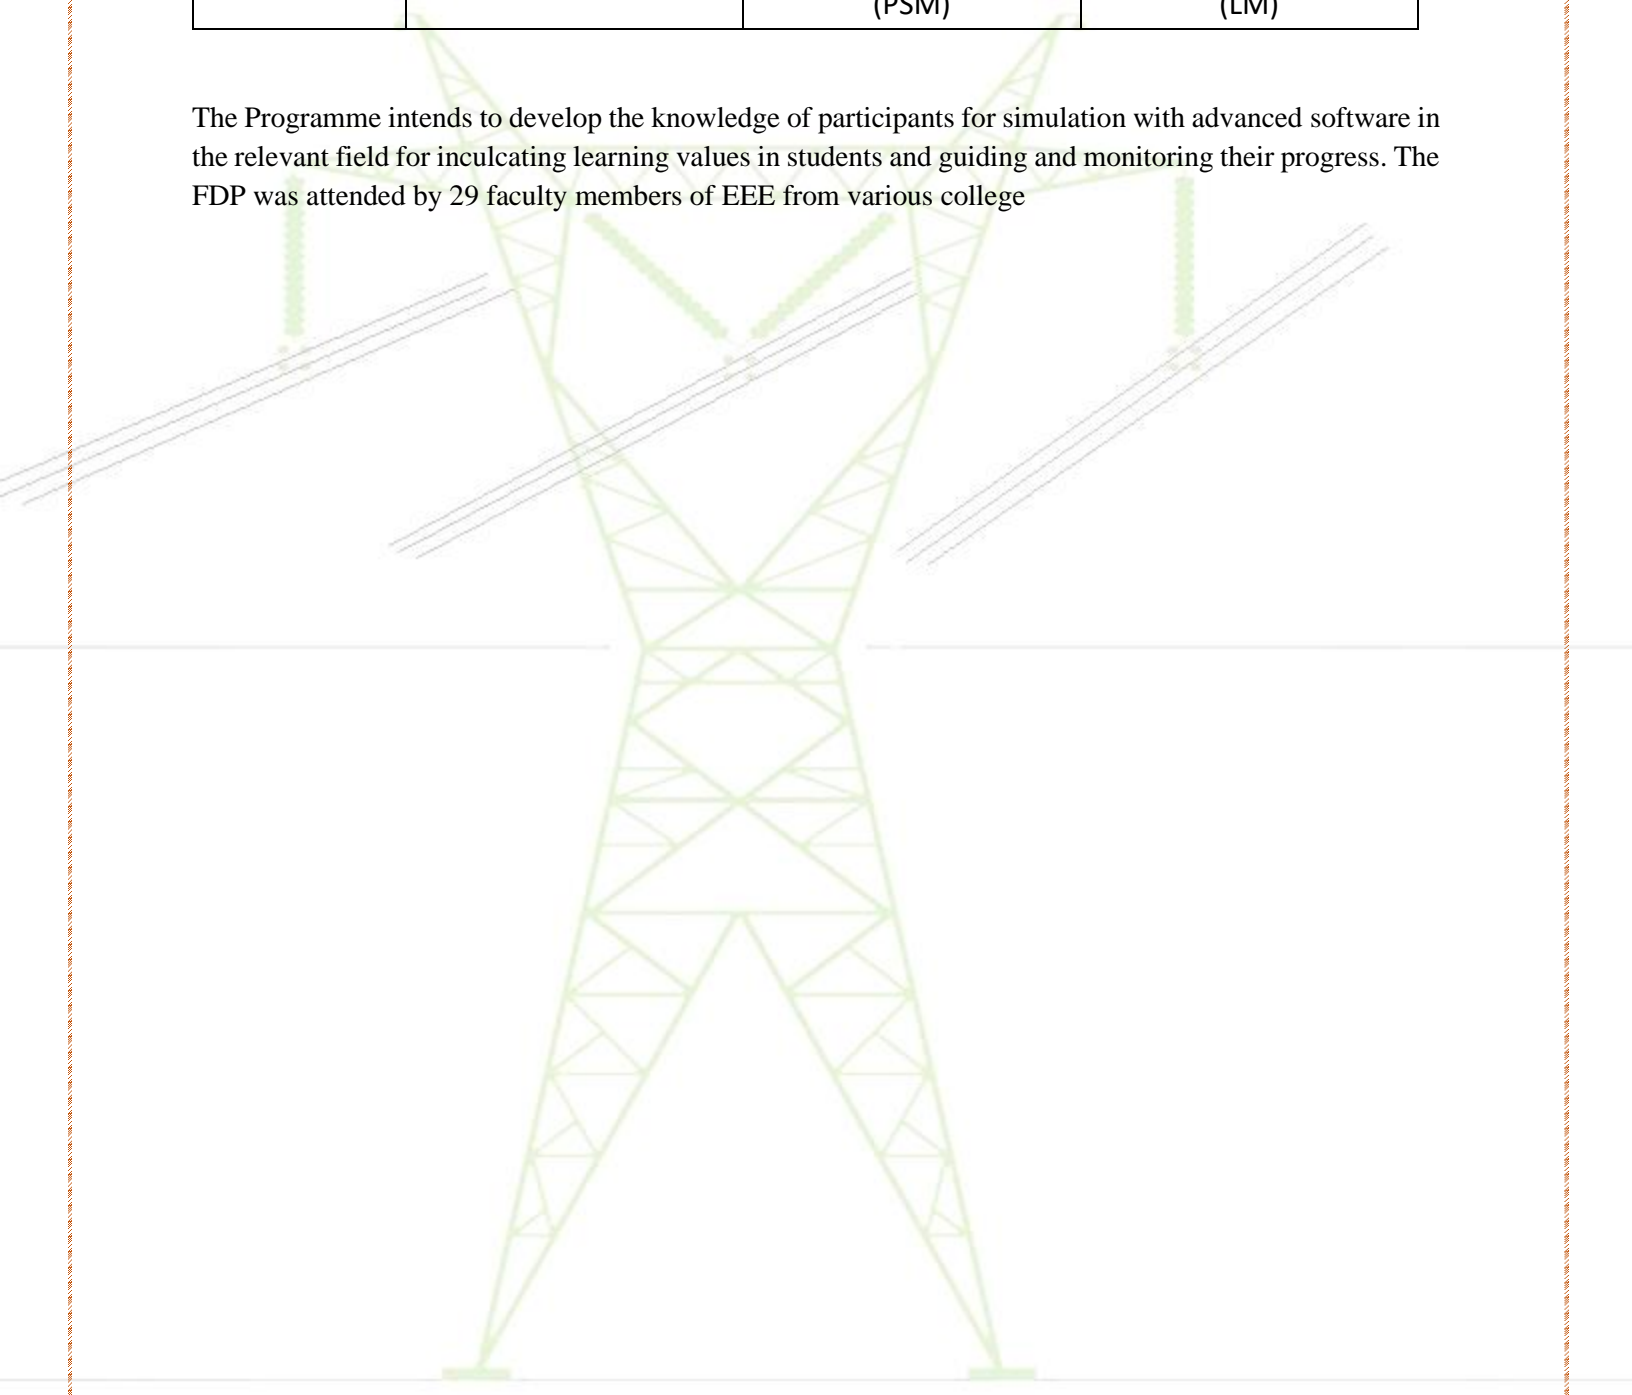 (PSM) (LM)
The Programme intends to develop the knowledge of participants for simulation with advanced software in
the relevant field for inculcating learning values in students and guiding and monitoring their progress. The
FDP was attended by 29 faculty members of EEE from various college